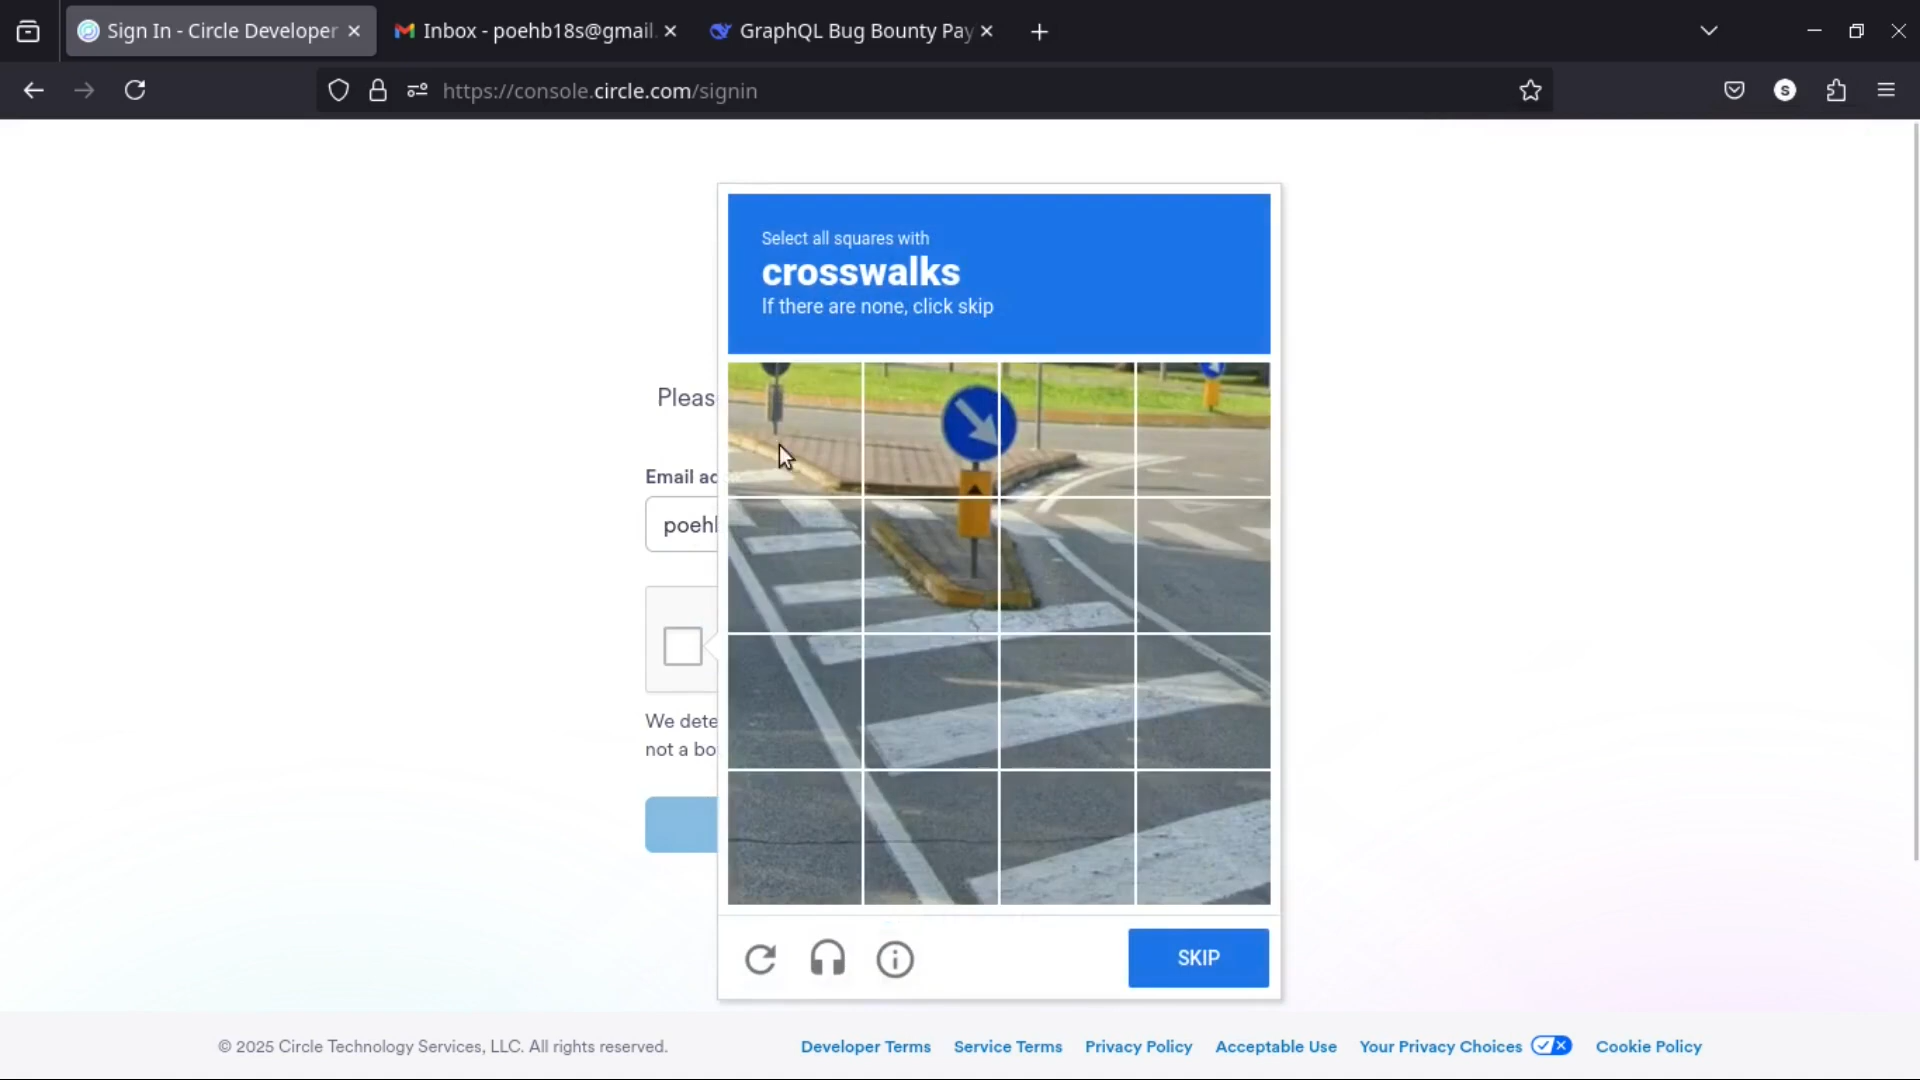 Sign In - Circle Developer
Inbox - poehb18s@gmail.
GraphQL Bug Bounty Pay
https://console.circle.com/signin
S
Select all squares with
crosswalks
If there are none, click skip
Pleas
Email ad
poehl
We dete
not a bo
SKIP
© 2025 Circle Technology Services, LLC. All rights reserved.
Developer Terms
Service Terms
Privacy Policy
Acceptable Use
Your Privacy Choices
Cookie Policy